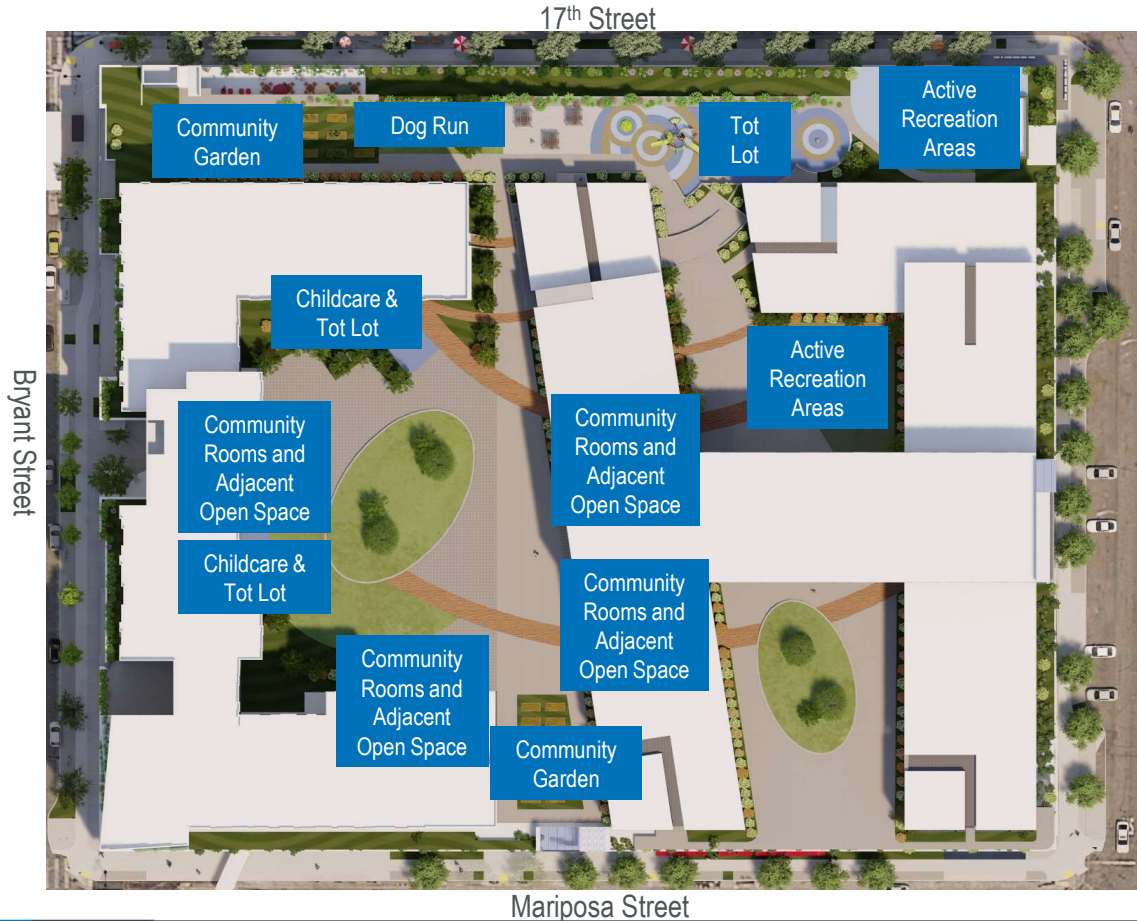 17th Street
Community
Garden
Dog Run
Tot
Lot
Active
Recreation
Areas
Childcare &
Tot Lot
Active
Recreation
Areas
Bryant Street
Community
Rooms and
Adjacent
Open Space
Community
Rooms and
Adjacent
Open Space
Childcare &
Tot Lot
Community
Rooms and
Adjacent
Open Space
Community
Rooms and
Adjacent
Open Space
Community
Garden
Mariposa Street